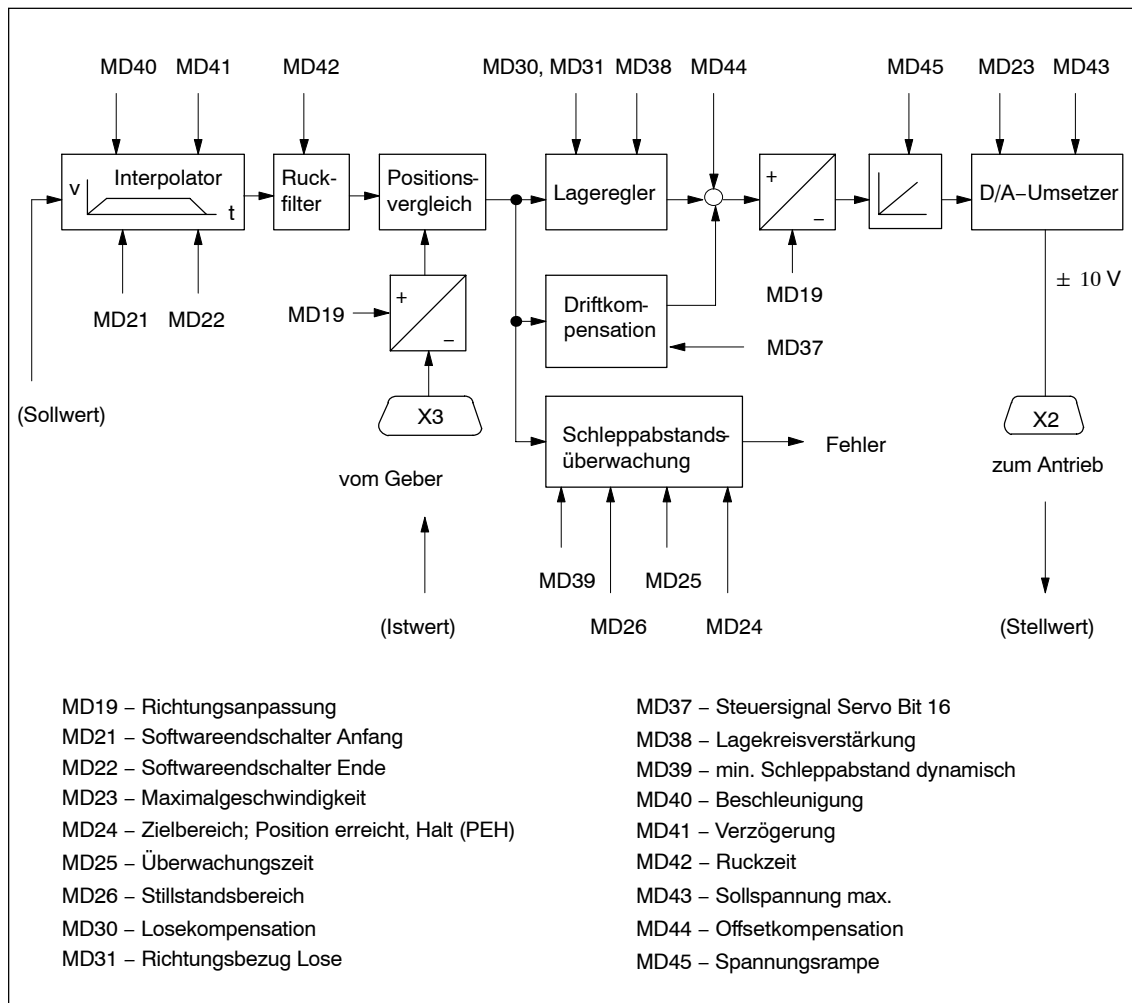 MD40 MD41 MD42 MD30, MD31 MD38 MD44 MD45 MD23 MD43
v Interpolator t
Ruck-
filter
Positions-
vergleich
Lageregler
+ −
D/A–Umsetzer
MD21 MD22
MD19 + −
Driftkom-
pensation
MD19
± 10 V
MD37
(Sollwert)
X3
vom Geber
Schleppabstands-
überwachung
Fehler
X2
zum Antrieb
MD39 MD25
(Istwert)
MD26 MD24
(Stellwert)
MD19 – Richtungsanpassung
MD21 – Softwareendschalter Anfang
MD22 – Softwareendschalter Ende
MD23 – Maximalgeschwindigkeit
MD24 – Zielbereich; Position erreicht, Halt (PEH)
MD25 – Überwachungszeit
MD26 – Stillstandsbereich
MD30 – Losekompensation
MD31 – Richtungsbezug Lose
MD37 – Steuersignal Servo Bit 16
MD38 – Lagekreisverstärkung
MD39 – min. Schleppabstand dynamisch
MD40 – Beschleunigung
MD41 – Verzögerung
MD42 – Ruckzeit
MD43 – Sollspannung max.
MD44 – Offsetkompensation
MD45 – Spannungsrampe